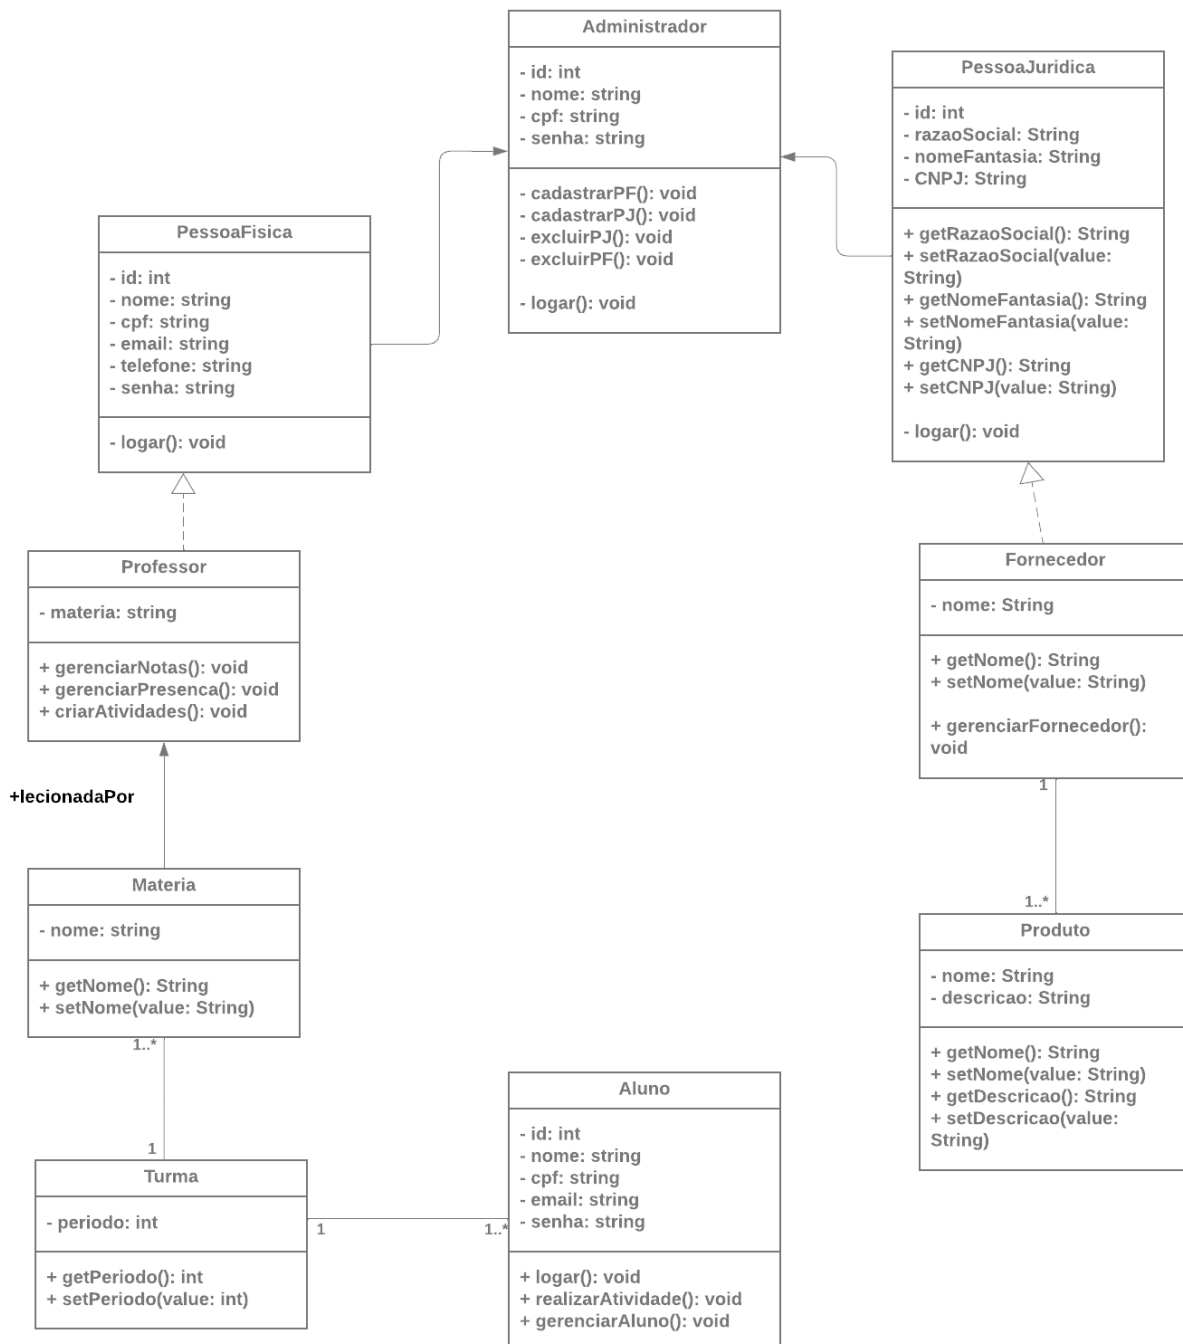 Administrador
- id: int
- nome: string
- cpf: string
- senha: string
- cadastrarPF(): void
- cadastrarPJ(): void
- excluirPJ(): void
- excluirPF(): void
- logar(): void
PessoaJuridica
- id: int
- razaoSocial: String
- nomeFantasia: String
- CNPJ: String
+ getRazaoSocial(): String
+ setRazaoSocial(value:
String)
+ getNomeFantasia(): String
+ setNomeFantasia(value:
String)
+ getCNPJ(): String
+ setCNPJ(value: String)
- logar(): void
PessoaFisica
- id: int
- nome: string
- cpf: string
- email: string
- telefone: string
- senha: string
- logar(): void
Professor
- materia: string
+ gerenciarNotas(): void
+ gerenciarPresenca(): void
+ criarAtividades(): void
Fornecedor
- nome: String
+ getNome(): String
+ setNome(value: String)
+ gerenciarFornecedor():
void
1
+lecionadaPor
Materia
- nome: string
+ getNome(): String
+ setNome(value: String)
1..*
1..*
Produto
- nome: String
- descricao: String
+ getNome(): String
+ setNome(value: String)
+ getDescricao(): String
+ setDescricao(value:
String)
1
Turma
- periodo: int
+ getPeriodo(): int
+ setPeriodo(value: int)
1
1..*
Aluno
- id: int
- nome: string
- cpf: string
- email: string
- senha: string
+ logar(): void
+ realizarAtividade(): void
+ gerenciarAluno(): void